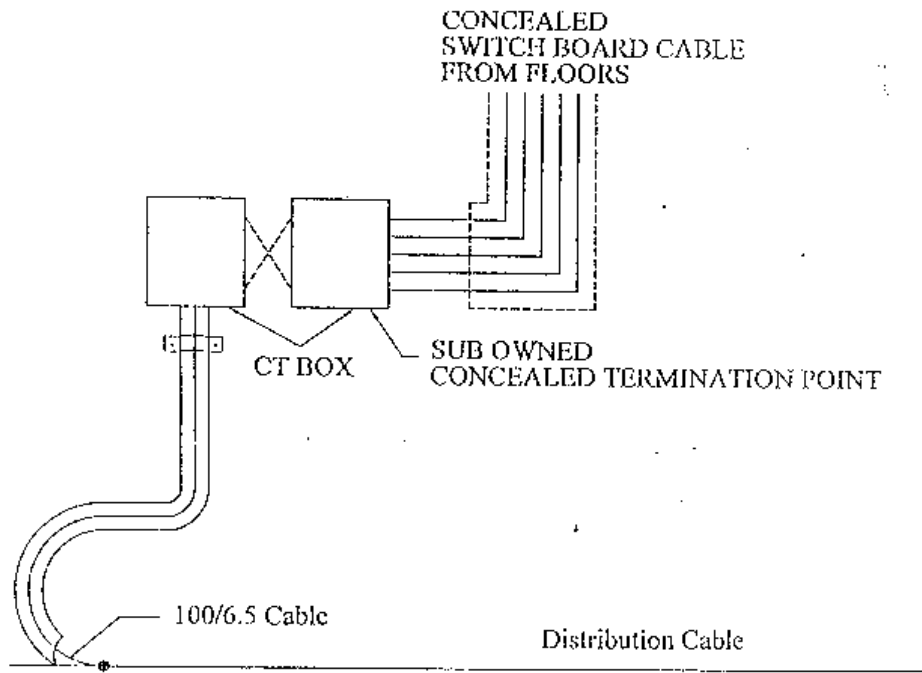 CONCEALED
SWITCH BOARD CABLE
FROM FLOORS
CT BOX
SUB OWNED
CONCEALED TERMINATION POINT
100/6.5 Cable
Distribution Cable